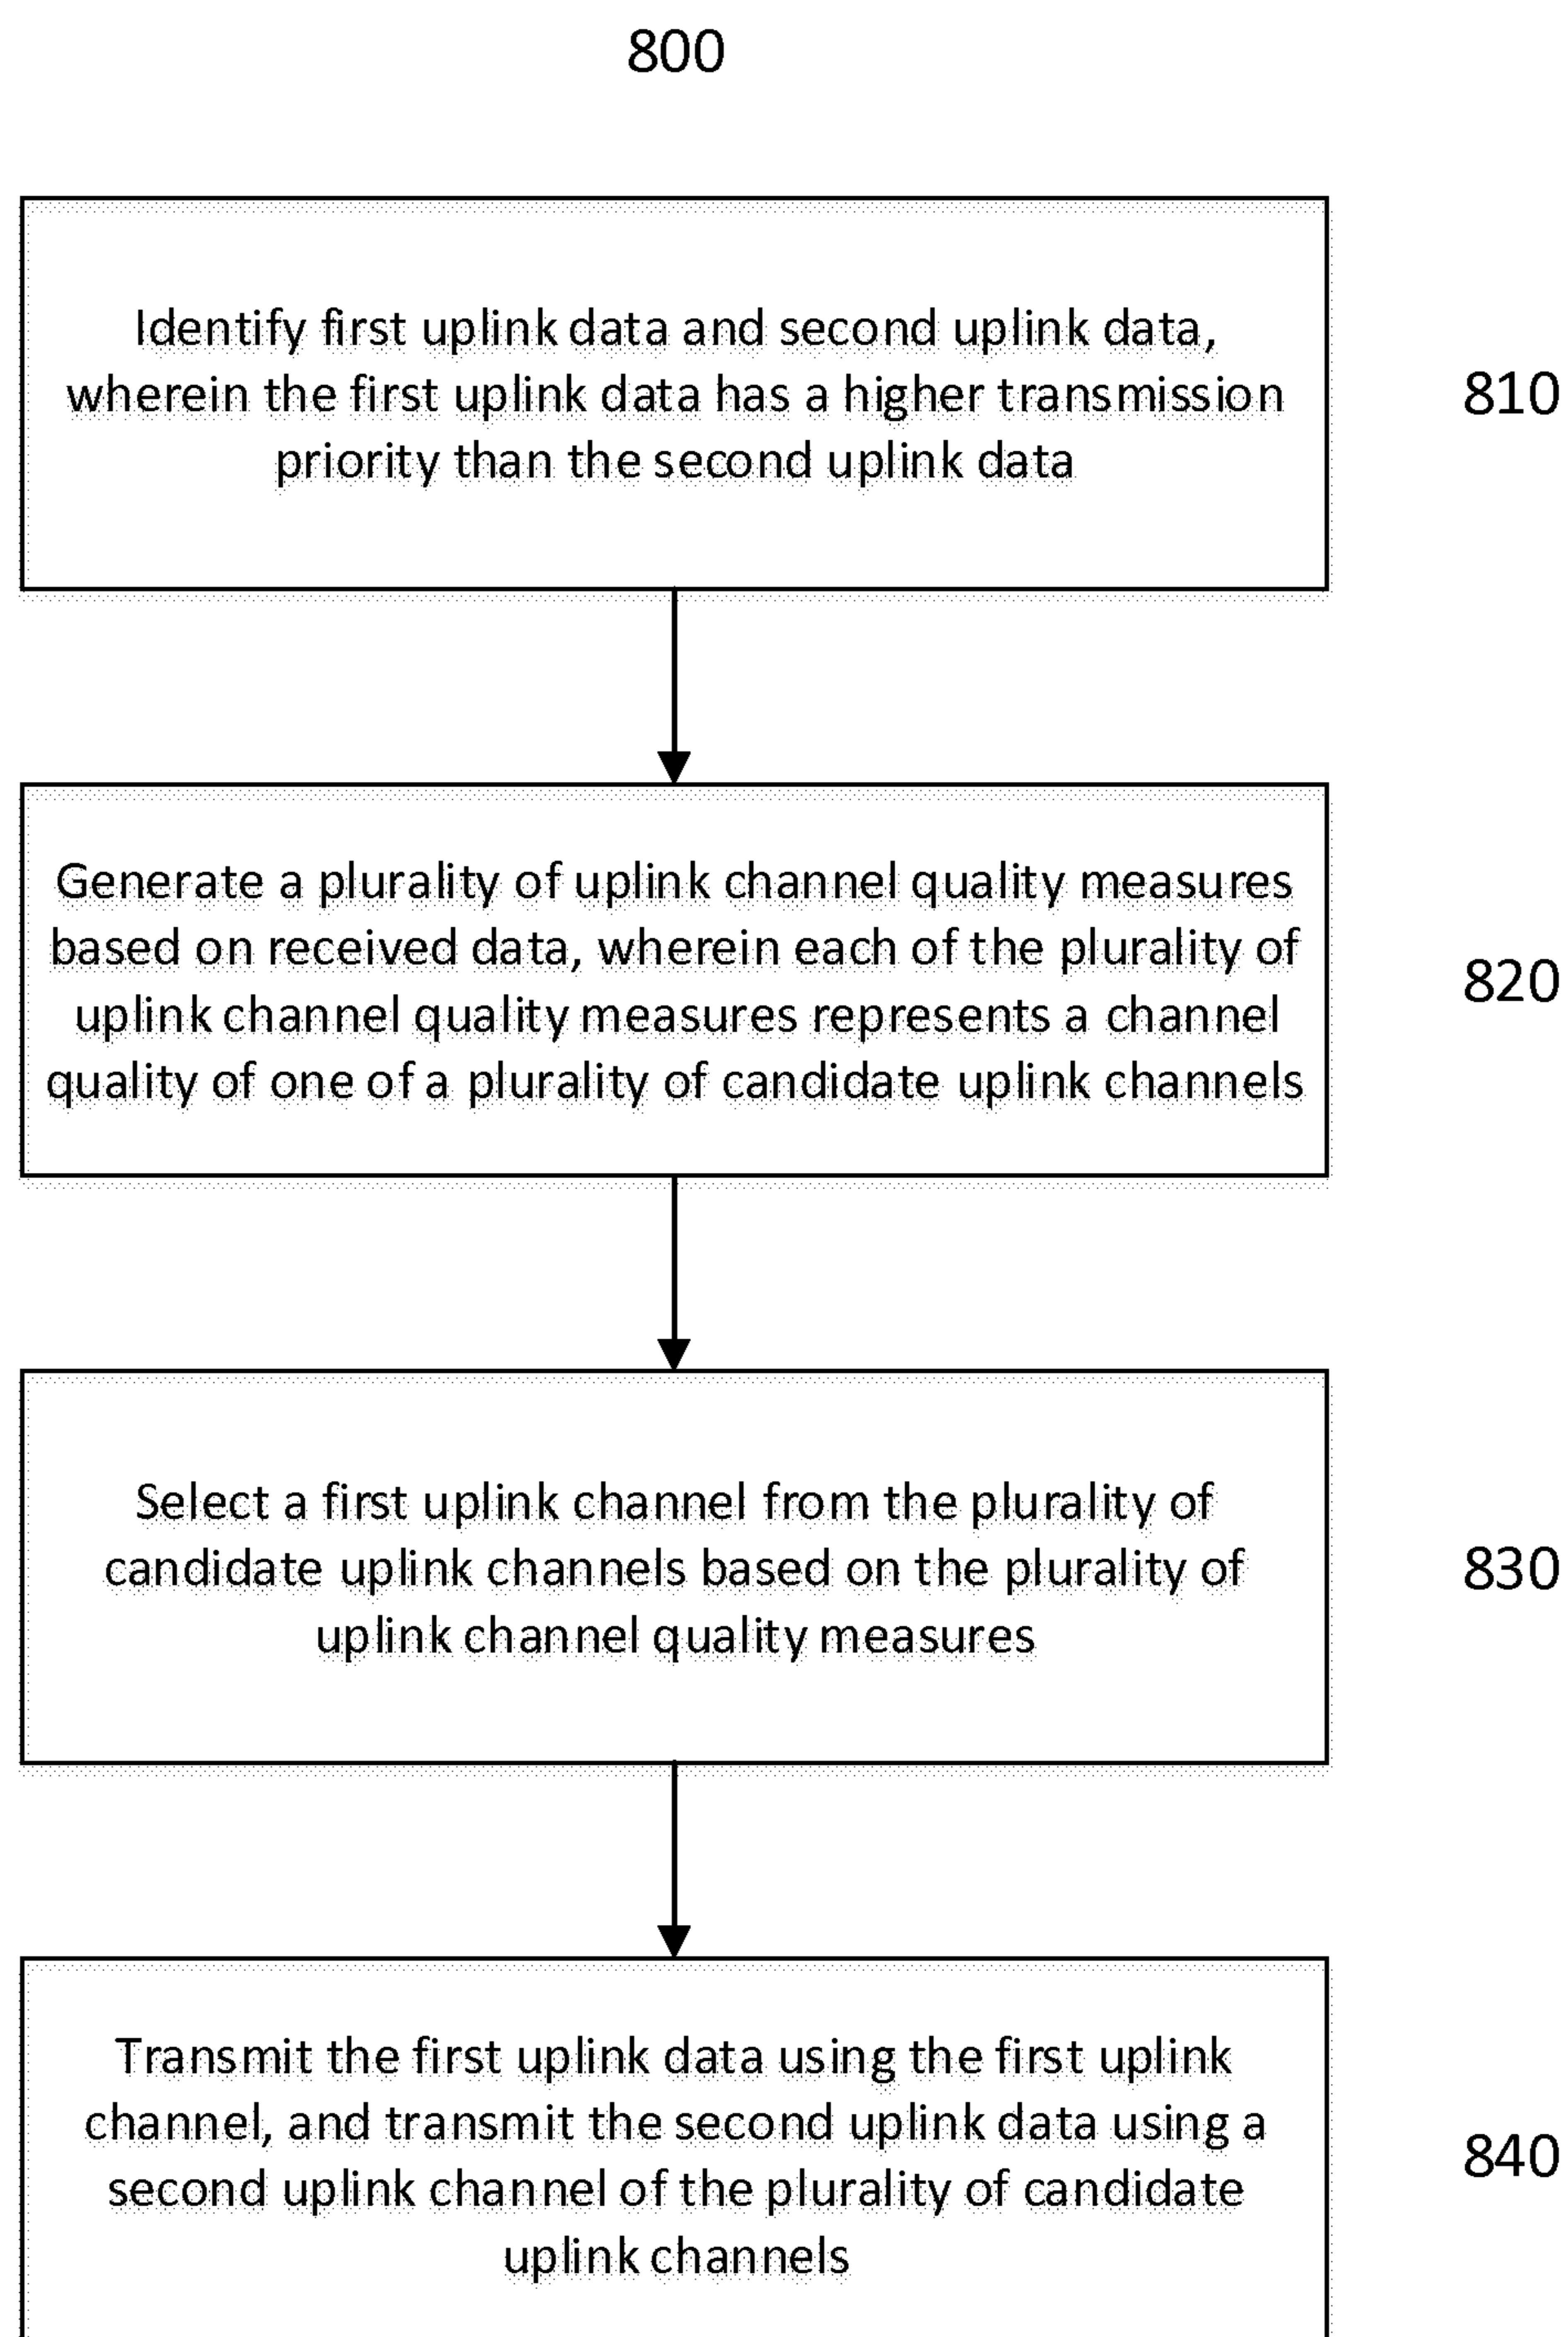 800
Identify first uplink data and second uplink data,
wherein the first uplink data has a higher transmission
priority than the second uplink data
810
Generate a plurality of uplink channel quality measures
based on received data, wherein each of the plurality of
uplink channel quality measures represents a channel
quality of one of a plurality of candidate uplink channels
820
Select a first uplink channel from the plurality of
candidate uplink channels based on the plurality of
uplink channel quality measures
830
Transmit the first uplink data using the first uplink
channel, and transmit the second uplink data using a
second uplink channel of the plurality of candidate
uplink channels
840